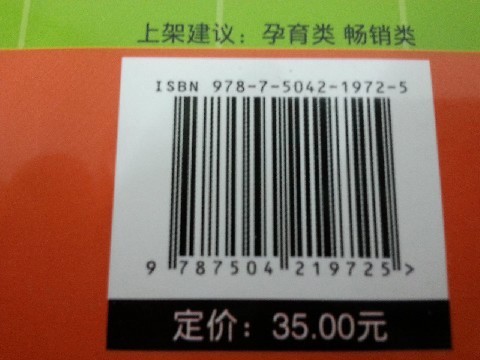 上架建议：孕育类 畅销类
ISBN 978-7-5042-1972-5
9 787504 219725 >
定价：35.00元